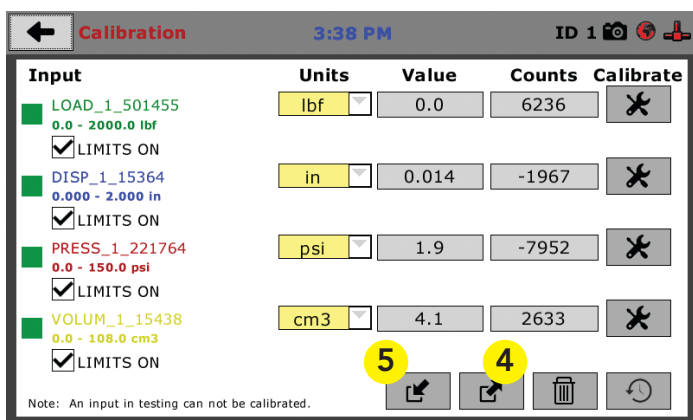 Calibration 3:38 PM ID 1
Input Units Value Counts Calibrate
LOAD_1_501455 lbf 0.0 6236
0.0 - 2000.0 lbf
LIMITS ON
DISP_1_15364 in 0.014 -1967
0.000 - 2.000 in
LIMITS ON
PRESS_1_221764 psi 1.9 -7952
0.0 - 150.0 psi
LIMITS ON
VOLUM_1_15438 cm3 4.1 2633
0.0 - 108.0 cm3
LIMITS ON
5 4
Note: An input in testing can not be calibrated.